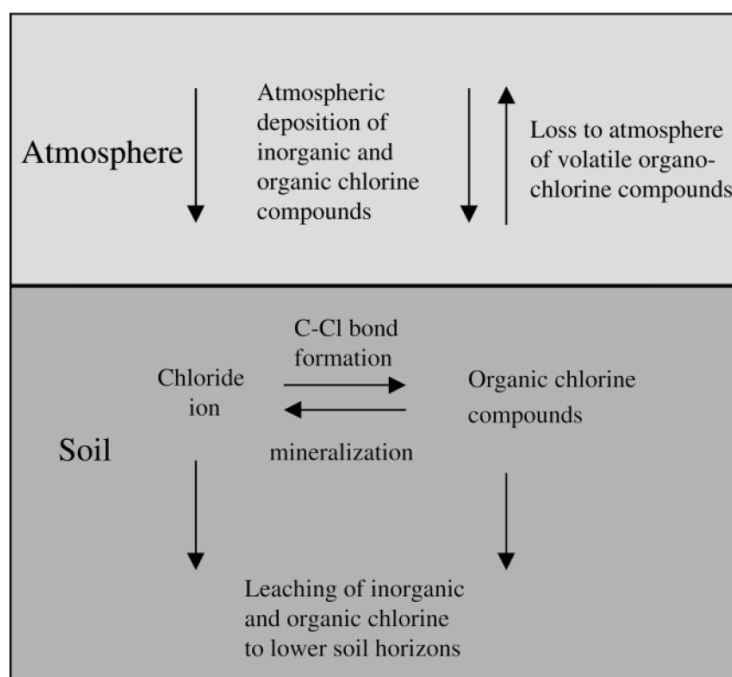 Atmosphere
Atmospheric
deposition of
inorganic and
organic chlorine
compounds
Loss to atmosphere
of volatile organo-
chlorine compounds
Soil
Chloride
ion
C-Cl bond
formation
mineralization
Organic chlorine
compounds
Leaching of inorganic
and organic chlorine
to lower soil horizons